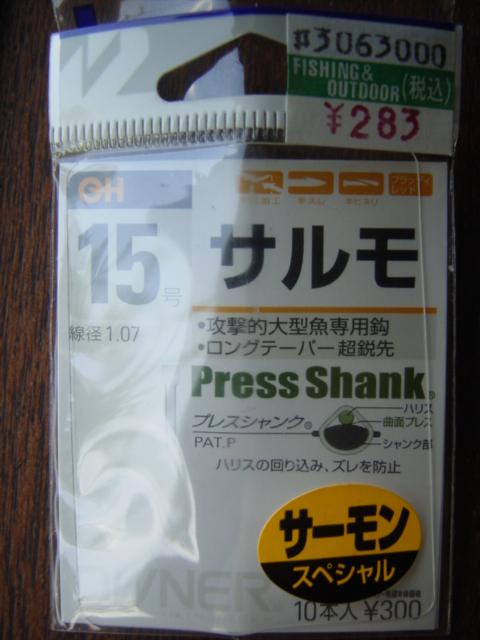 #3063000
FISHING &
OUTDOOR (税込)
¥283
OH
15号
線径1.07
サルモ
・攻撃的大型魚専用鈎
・ロングテーパー超鋭先
Press Shank®
プレスシャンク®
PAT.P
ハリス
曲面プレス
シャンク部
ハリスの回り込み、ズレを防止
サーモン
スペシャル
OWNER
10本入 ¥300